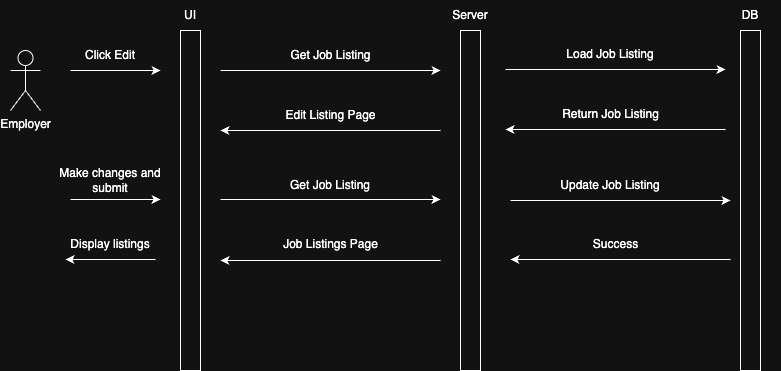 UI
Server
DB
Click Edit
Get Job Listing
Load Job Listing
Employer
Edit Listing Page
Return Job Listing
Make changes and
submit
Get Job Listing
Update Job Listing
Display listings
Job Listings Page
Success